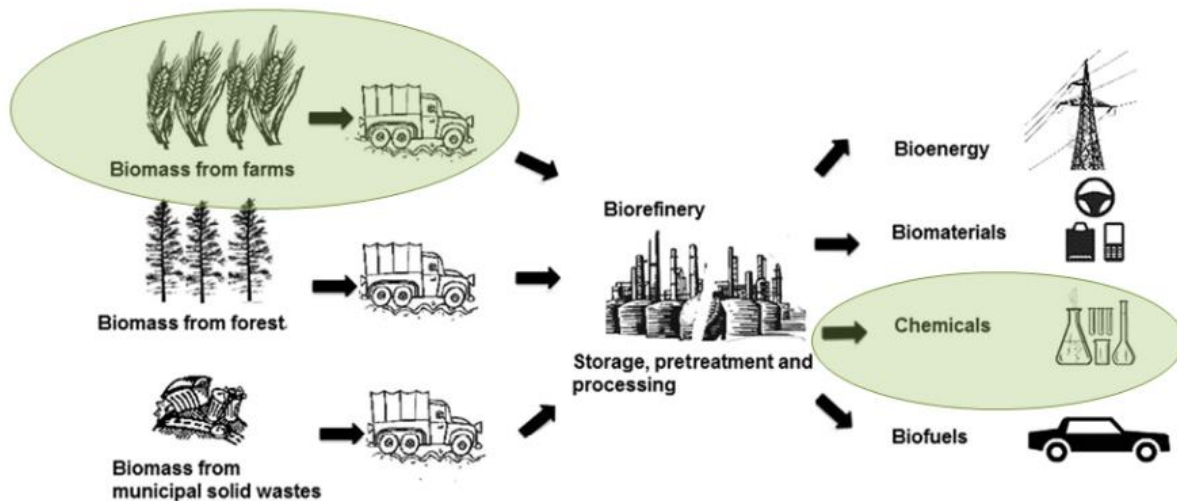 Biomass from farms
Biomass from forest.
Biomass from
municipal solid wastes
Biorefinery
Storage, pretreatment and
processing
Bioenergy
Biomaterials
Chemicals
Biofuels